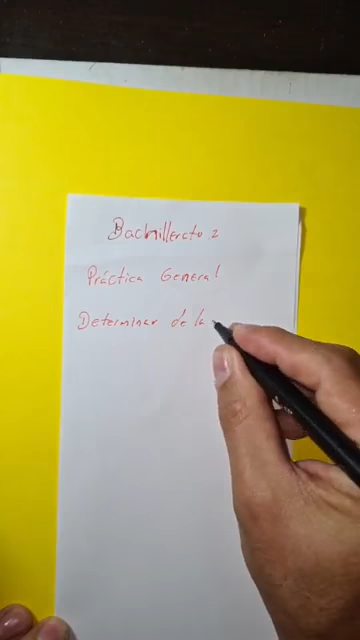 Bachillerato 2
Práctica General
Determinar de la